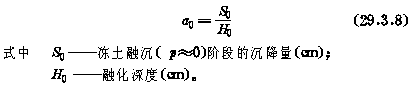 a₀ = S₀/H₀ (29.3.8)
式中 S₀——冻土融沉( p≈0)阶段的沉降量(cm);
H₀——融化深度(cm)。